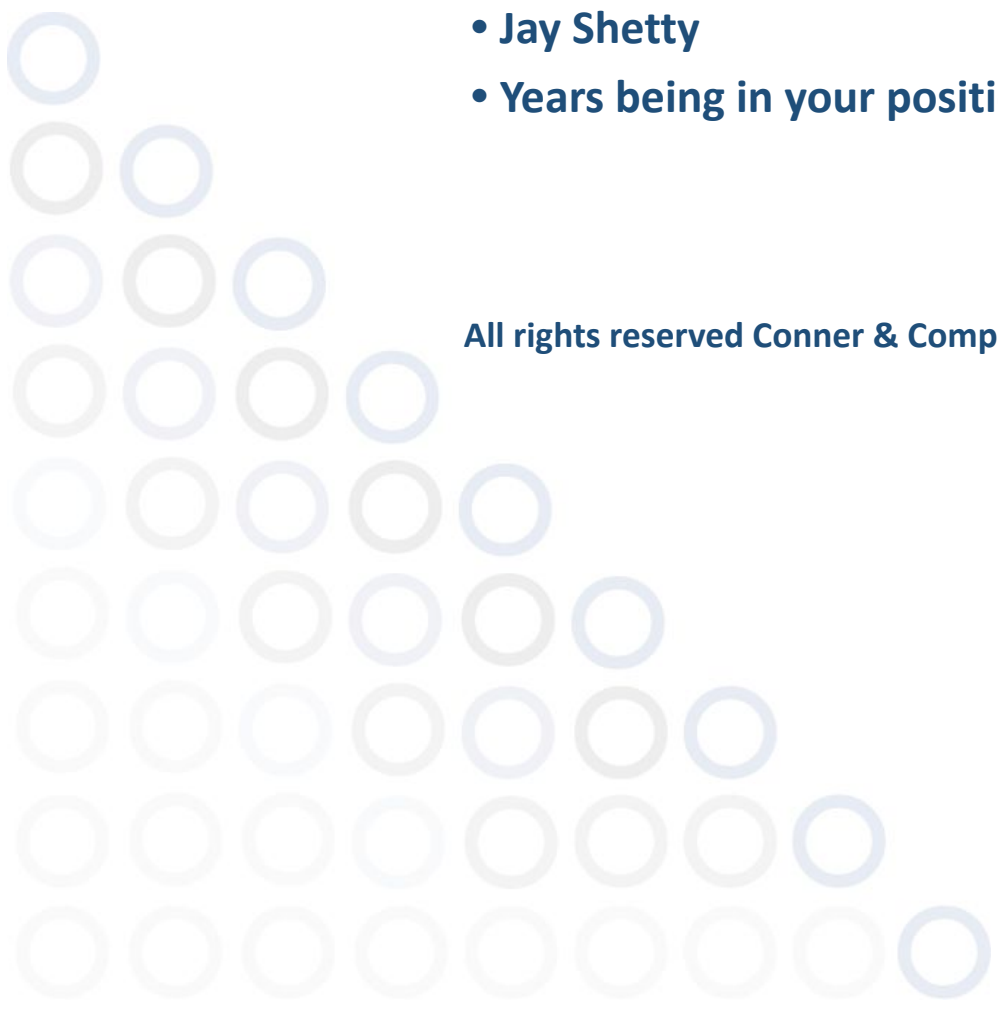 • Jay Shetty
• Years being in your positi
All rights reserved Conner & Comp